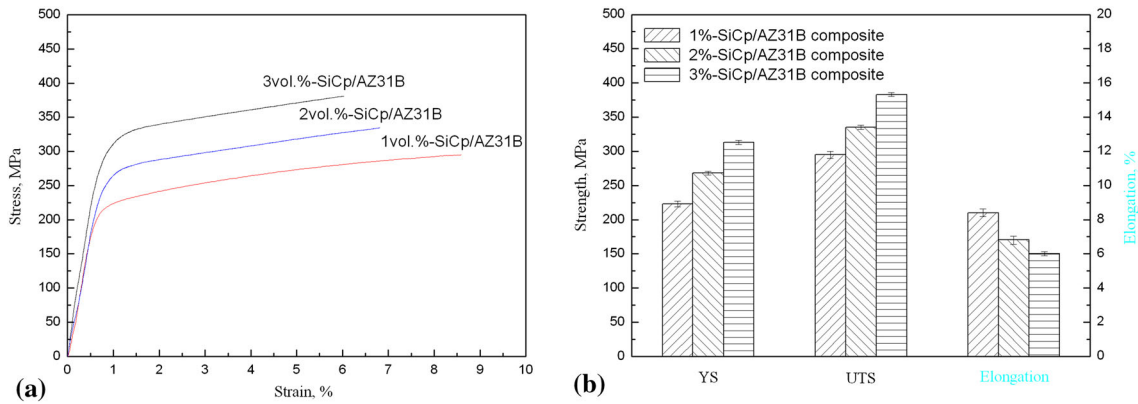 500
450
400
350
300
250
200
150
100
50
0
Stress, MPa
3vol.%-SiCp/AZ31B
2vol.%-SiCp/AZ31B
1vol.%-SiCp/AZ31B
0 1 2 3 4 5 6 7 8 9 10
Strain, %
(a)
500
450
400
350
300
250
200
150
100
50
0
Strength, MPa
1%-SiCp/AZ31B composite
2%-SiCp/AZ31B composite
3%-SiCp/AZ31B composite
20
18
16
14
12
10
8
6
4
2
0
Elongation, %
YS UTS Elongation
(b)